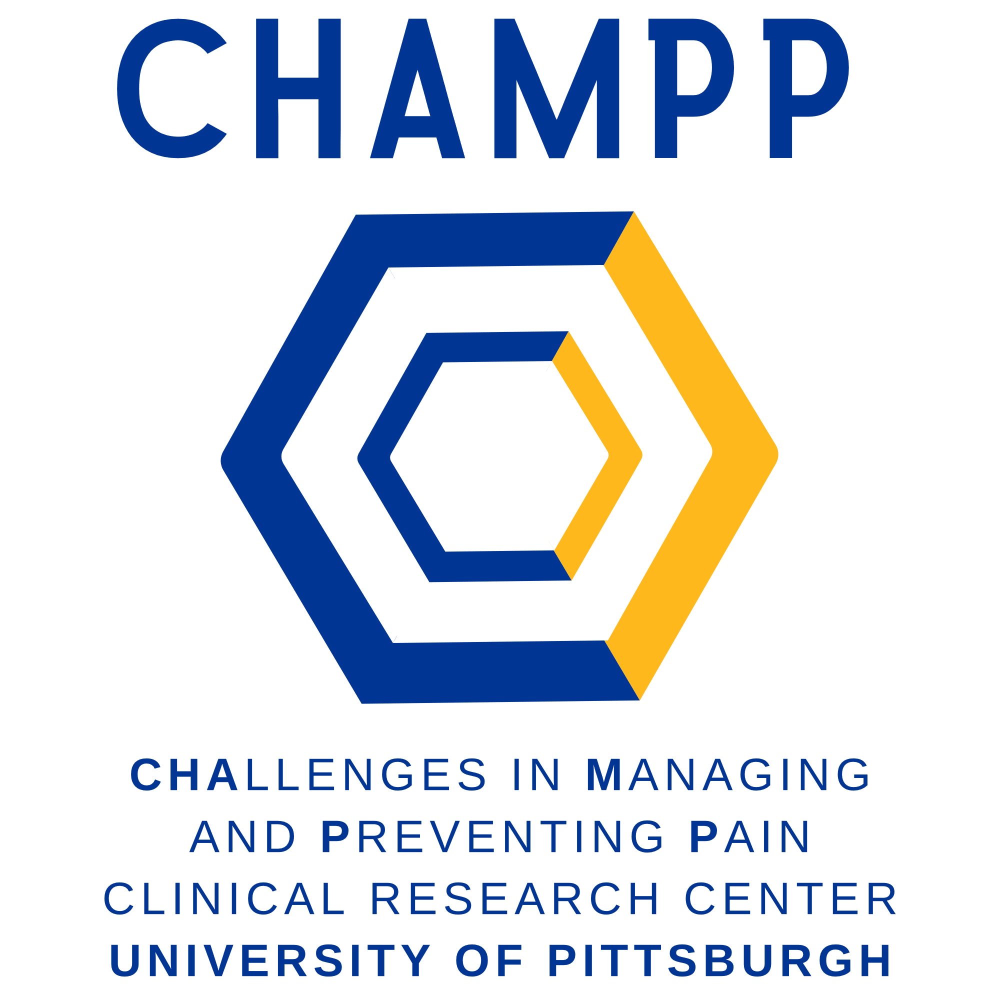 CHAMPP
CHALLENGES IN MANAGING
AND PREVENTING PAIN
CLINICAL RESEARCH CENTER
UNIVERSITY OF PITTSBURGH